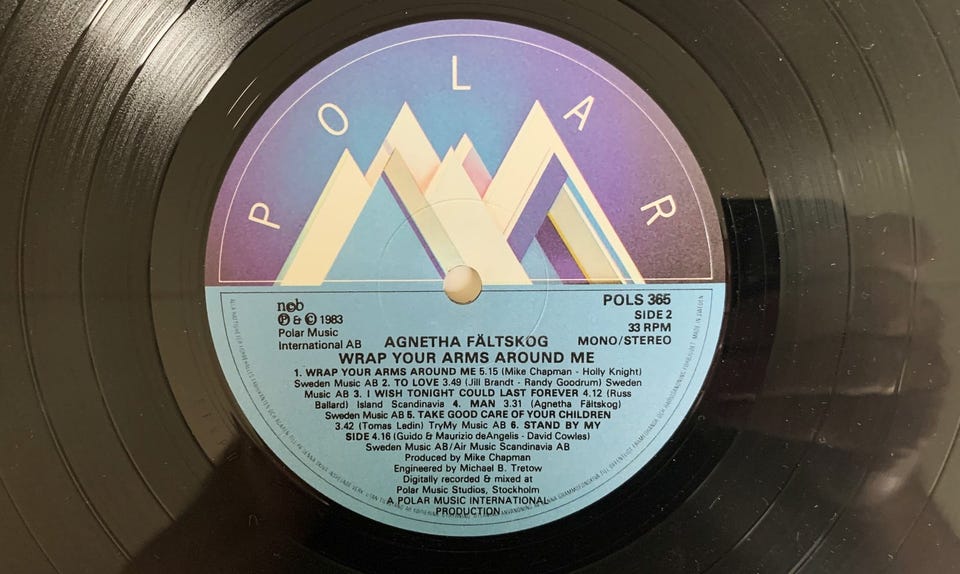 POLAR
ncb
Ⓟ & © 1983
Polar Music
International AB
POLS 365
SIDE 2
33 RPM
MONO/STEREO
AGNETHA FÄLTSKOG
WRAP YOUR ARMS AROUND ME
1. WRAP YOUR ARMS AROUND ME 5.15 (Mike Chapman - Holly Knight)
Sweden Music AB 2. TO LOVE 3.49 (Jill Brandt - Randy Goodrum) Sweden
Music AB 3. I WISH TONIGHT COULD LAST FOREVER 4.12 (Russ
Ballard) Island Scandinavia 4. MAN 3.31 (Agnetha Fältskog)
Sweden Music AB 5. TAKE GOOD CARE OF YOUR CHILDREN
3.42 (Tomas Ledin) TryMy Music AB 6. STAND BY MY
SIDE 4.16 (Guido & Maurizio deAngelis - David Cowles)
Sweden Music AB/Air Music Scandinavia AB
Produced by Mike Chapman
Engineered by Michael B. Tretow
Digitally recorded & mixed at
Polar Music Studios, Stockholm
A POLAR MUSIC INTERNATIONAL
PRODUCTION
MADE IN SWEDEN